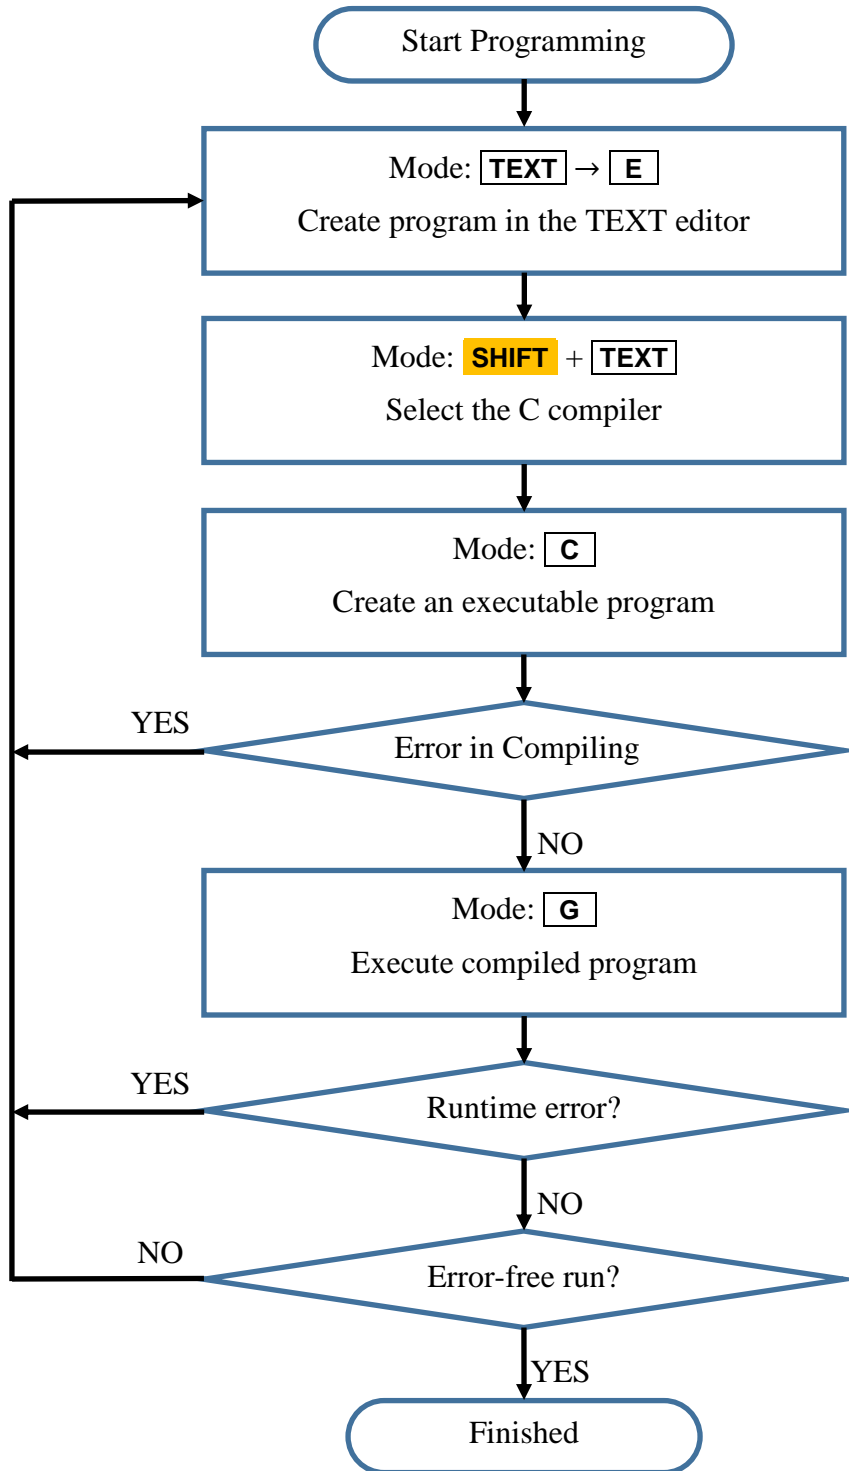 Start Programming
Mode: TEXT → E
Create program in the TEXT editor
Mode: SHIFT + TEXT
Select the C compiler
Mode: C
Create an executable program
YES
Error in Compiling
NO
Mode: G
Execute compiled program
YES
Runtime error?
NO
NO
Error-free run?
YES
Finished